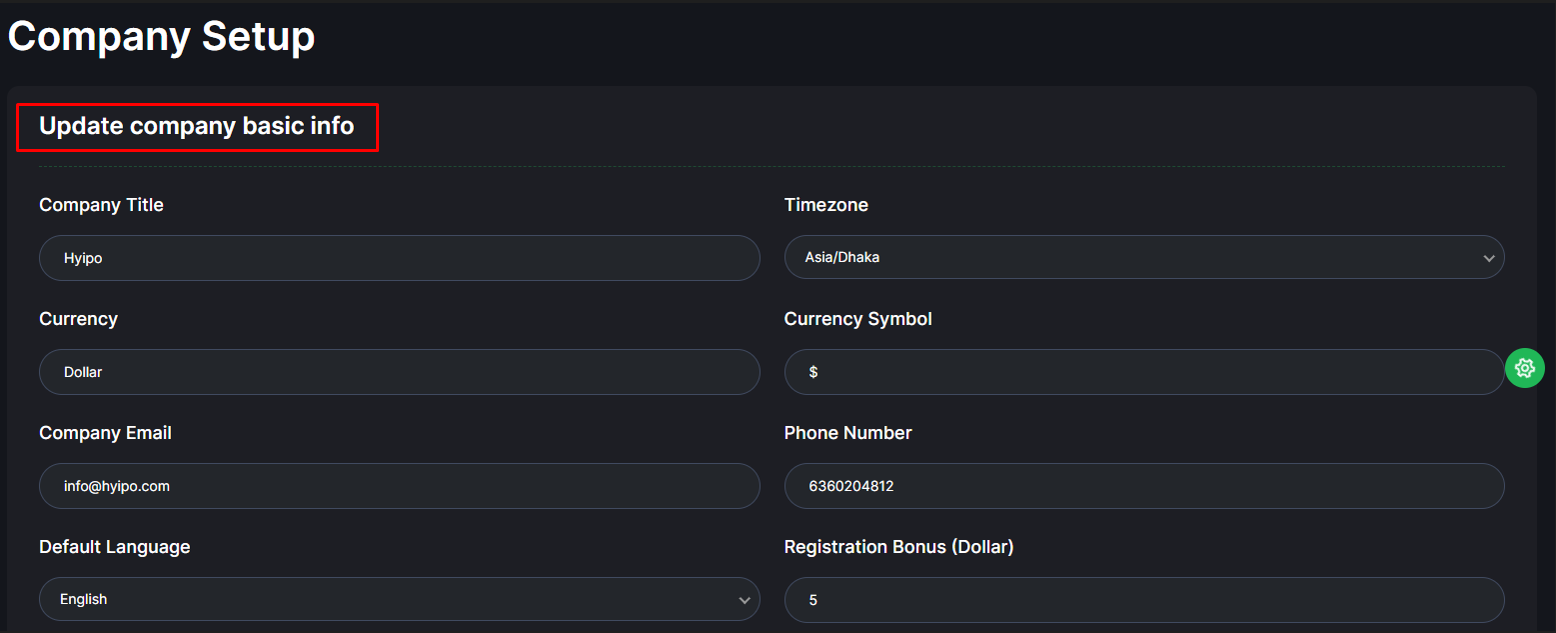 Company Setup
Update company basic info
Company Title
Timezone
Hyipo
Asia/Dhaka
Currency
Currency Symbol
Dollar
$
Company Email
Phone Number
info@hyipo.com
6360204812
Default Language
Registration Bonus (Dollar)
English
5